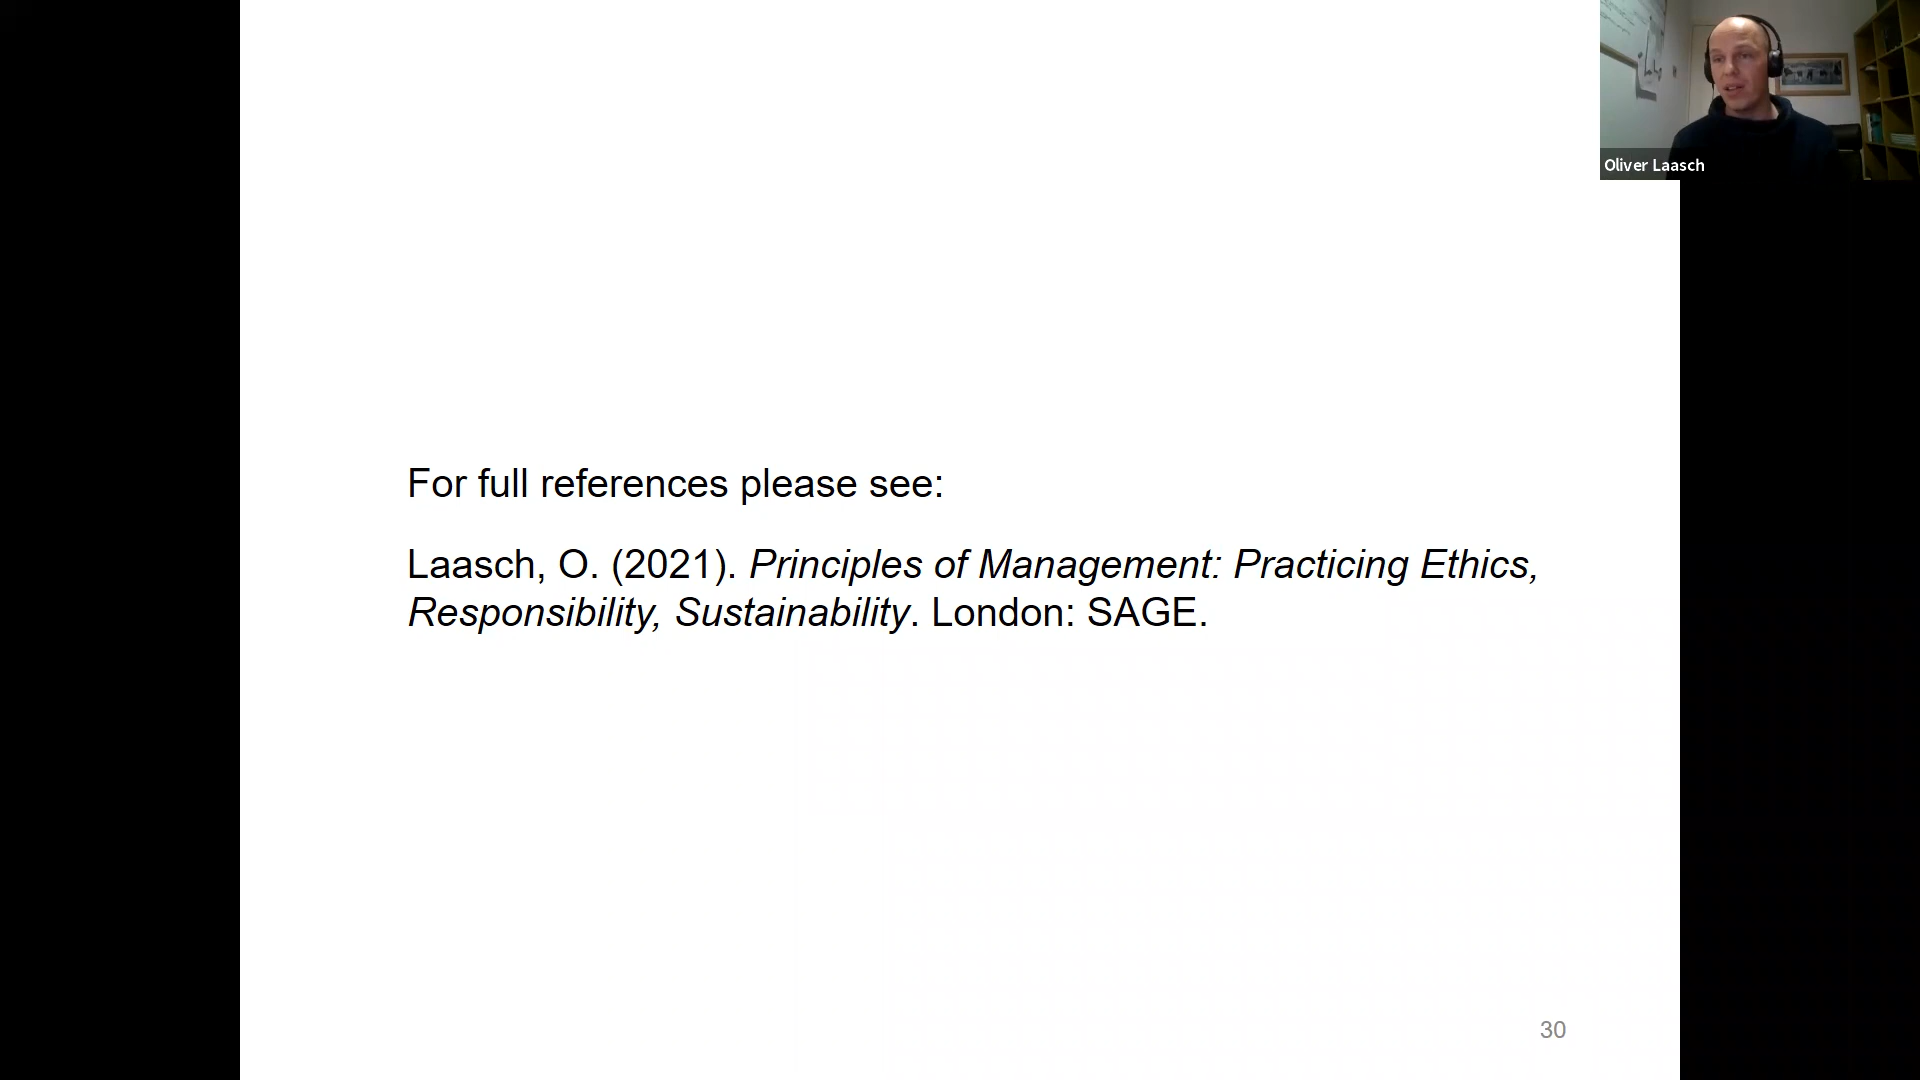 Oliver Laasch
For full references please see:
Laasch, O. (2021). Principles of Management: Practicing Ethics,
Responsibility, Sustainability. London: SAGE.
30